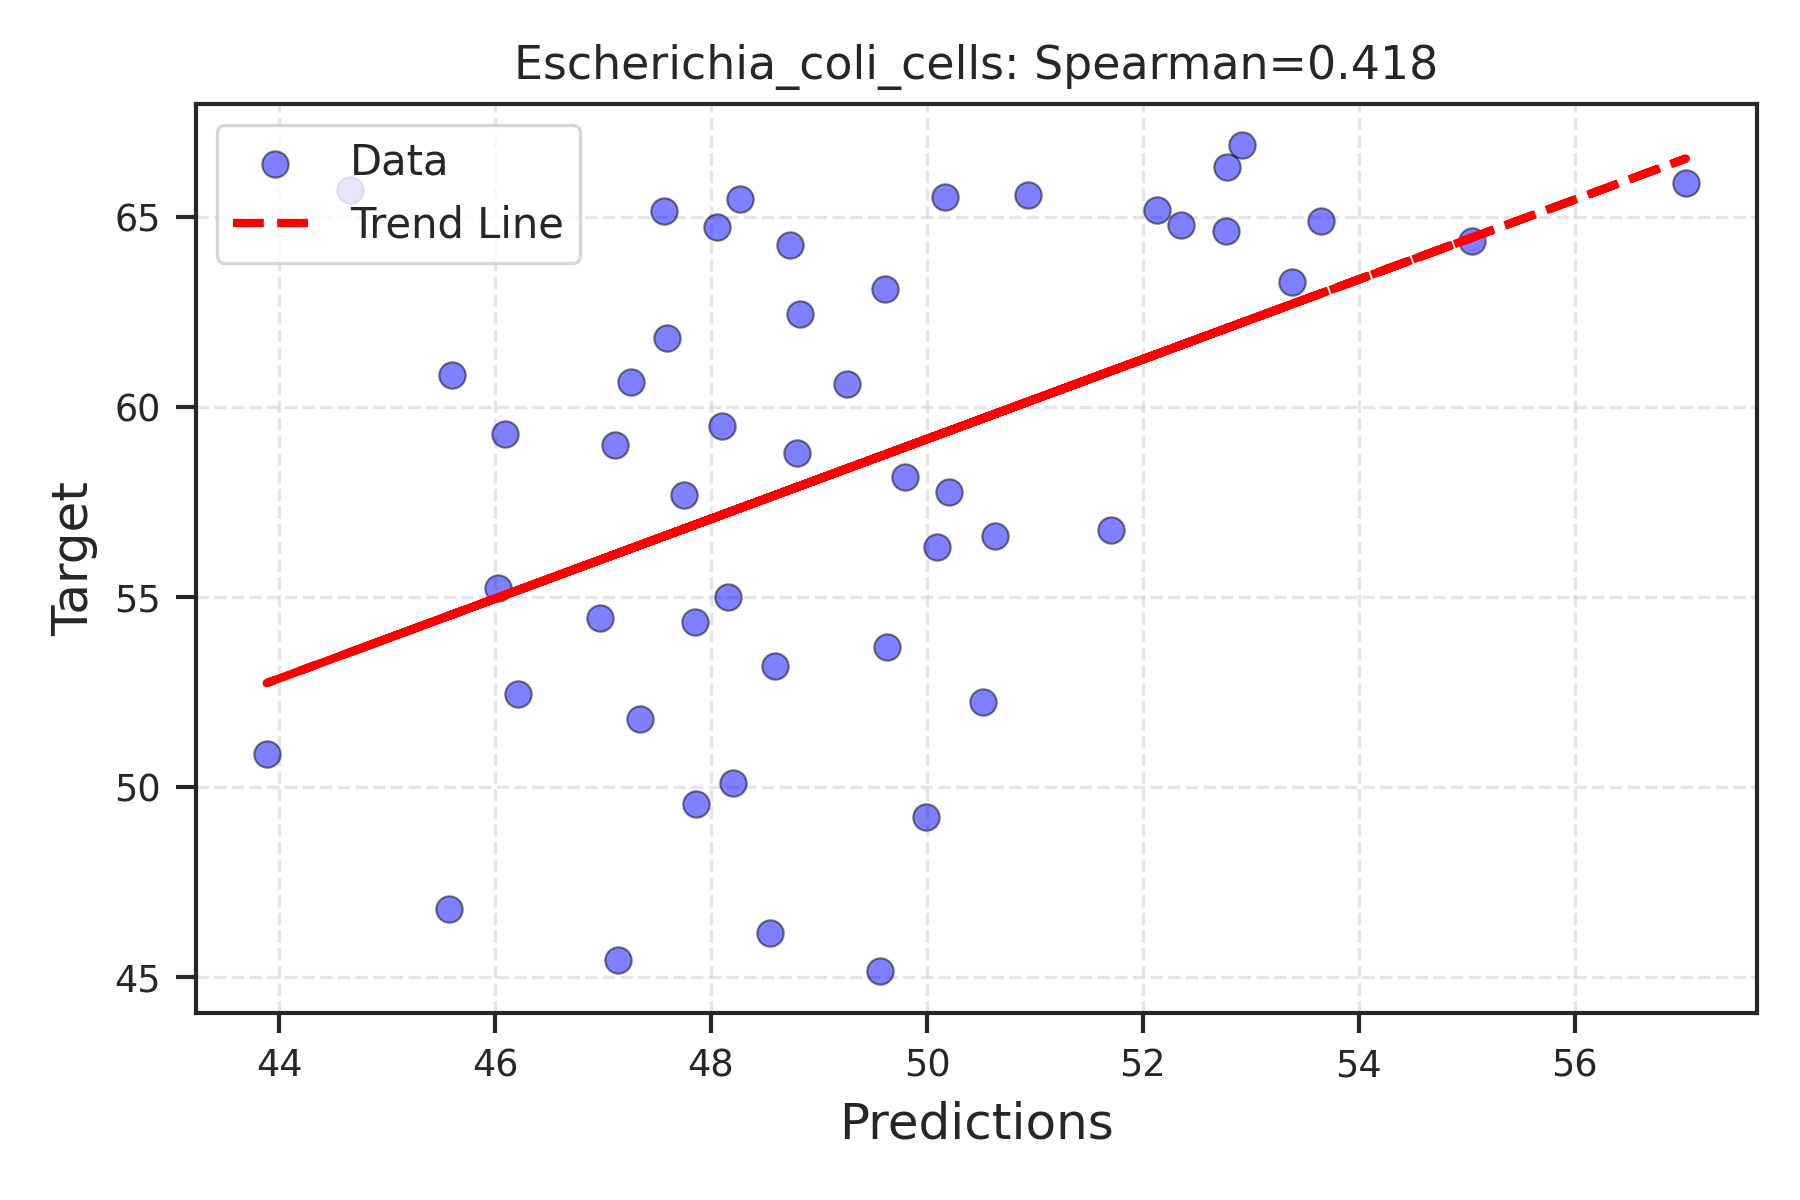 Escherichia_coli_cells: Spearman=0.418
Data
Trend Line
Target
65
60
55
50
45
44 46 48 50 52 54 56
Predictions